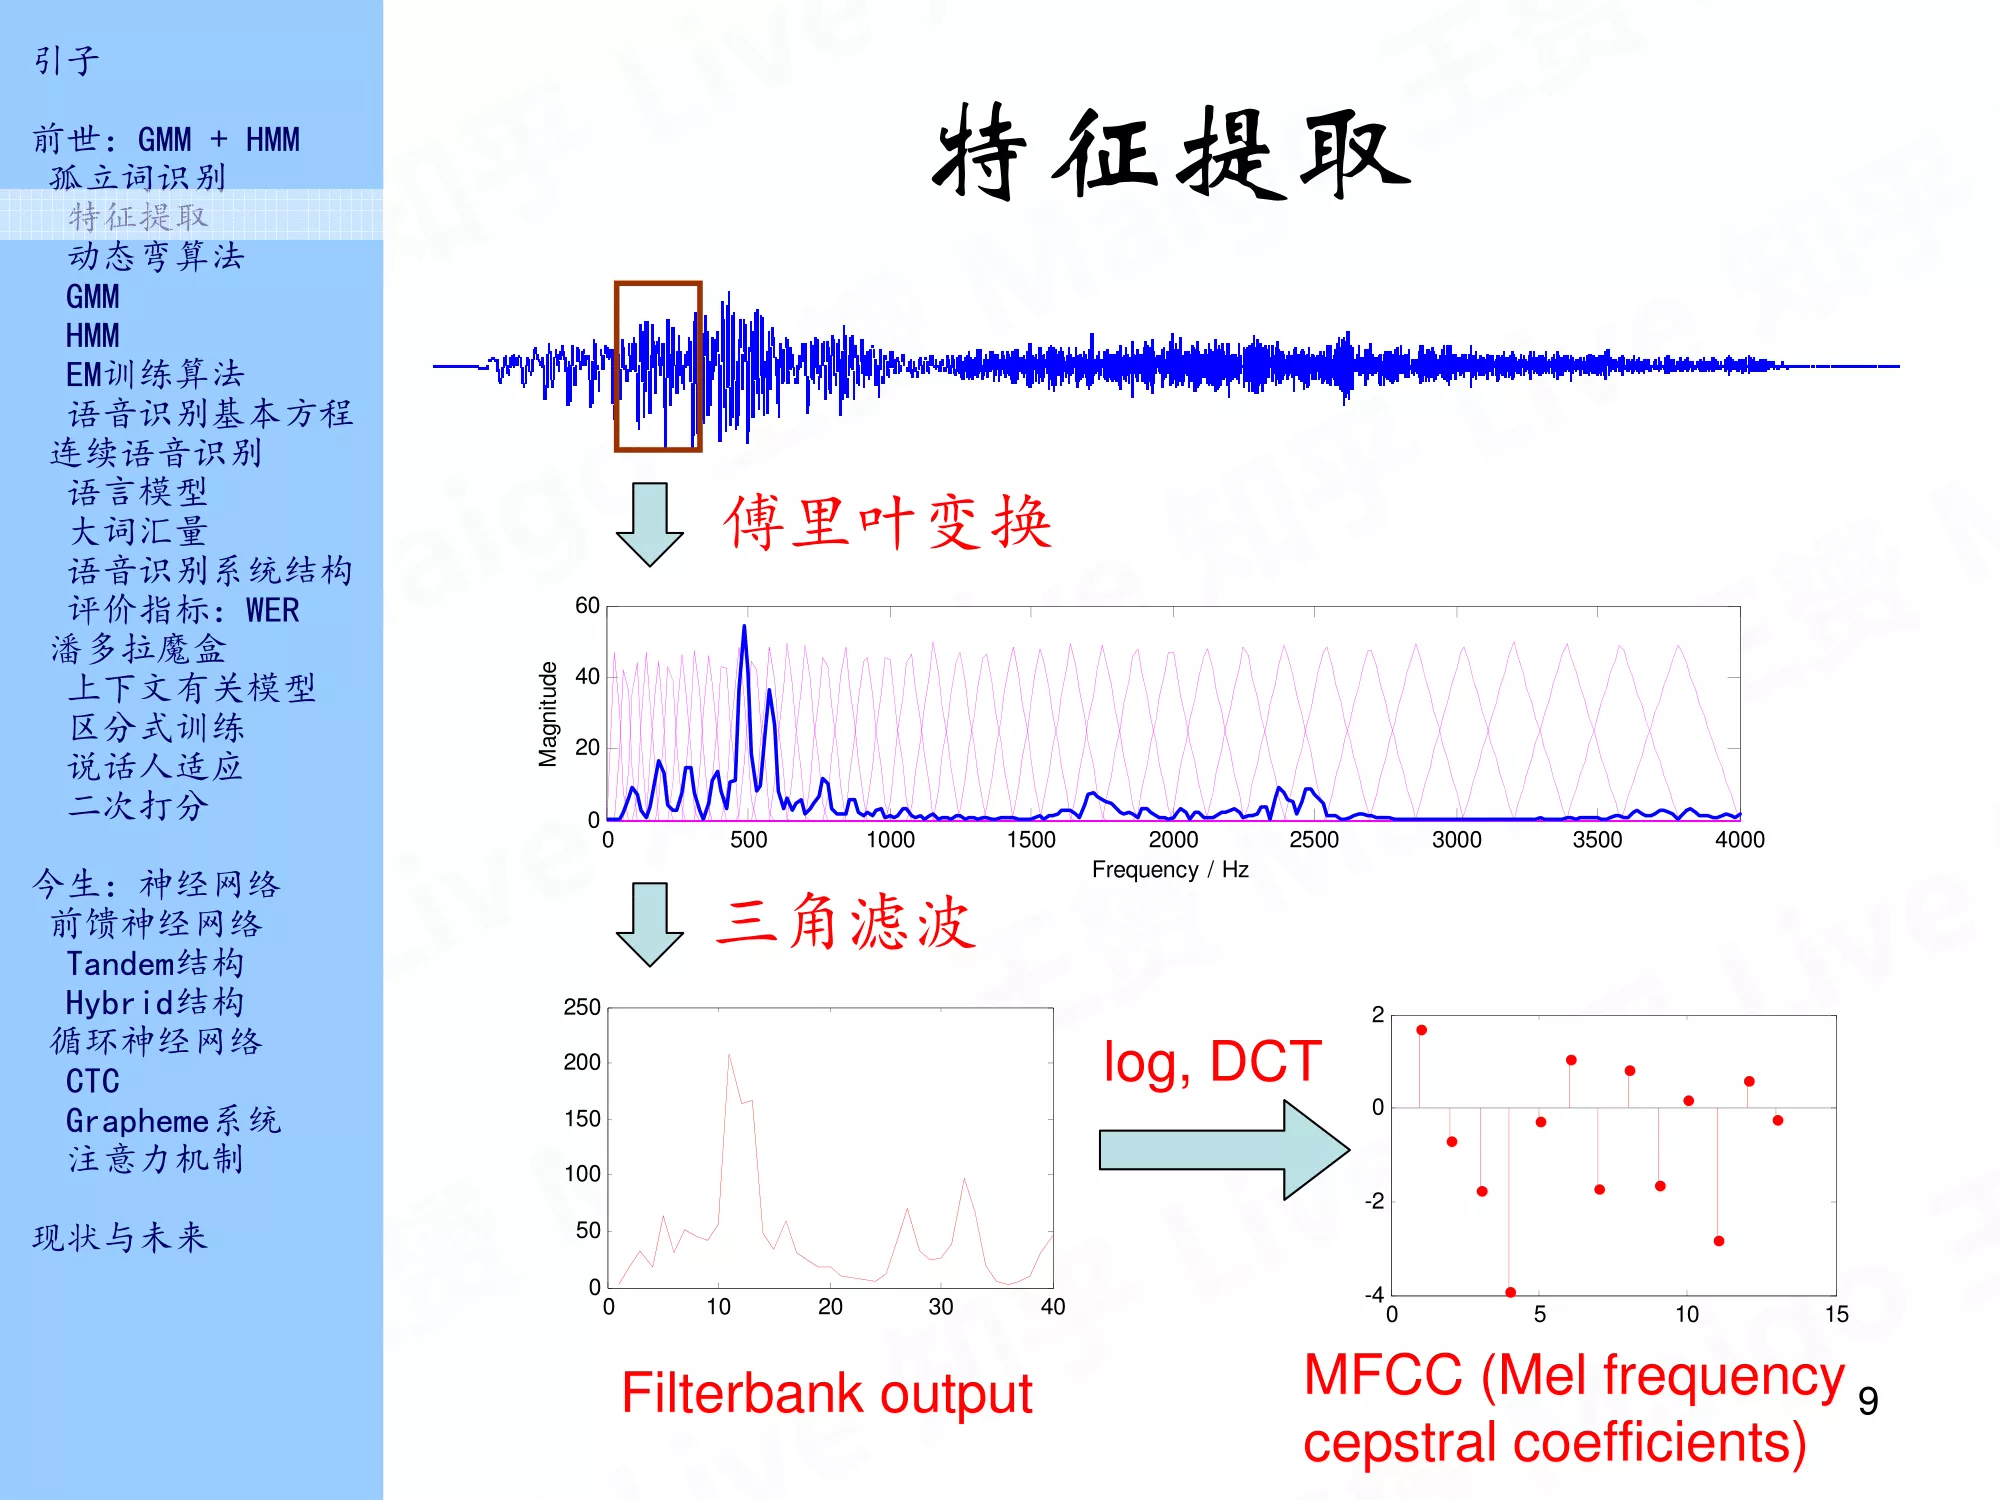 引子
前世：GMM + HMM
孤立词识别
特征提取
动态弯算法
GMM
HMM
EM训练算法
语音识别基本方程
连续语音识别
语言模型
大词汇量
语音识别系统结构
评价指标：WER
潘多拉魔盒
上下文有关模型
区分式训练
说话人适应
二次打分
今生：神经网络
前馈神经网络
Tandem结构
Hybrid结构
循环神经网络
CTC
Grapheme系统
注意力机制
现状与未来
特征提取
傅里叶变换
60
40
20
0
Magnitude
0 500 1000 1500 2000 2500 3000 3500 4000
Frequency / Hz
三角滤波
250
200
150
100
50
0
0 10 20 30 40
Filterbank output
log, DCT
2
0
-2
-4
0 5 10 15
MFCC (Mel frequency
cepstral coefficients)
9
知乎 Live 王赟 Maigo